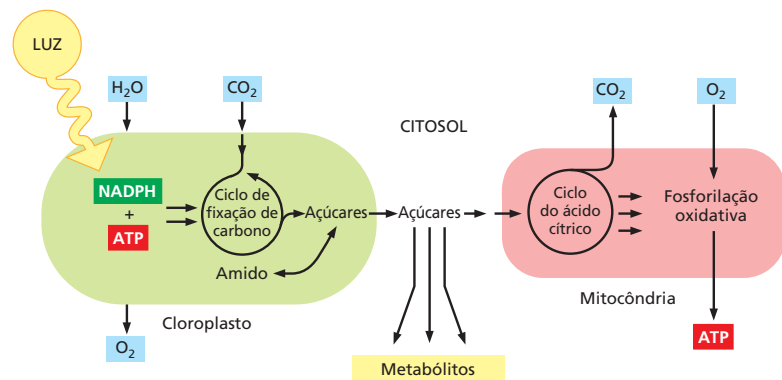 LUZ
H₂O
CO₂
CITOSOL
CO₂
O₂
NADPH
+
ATP
Ciclo de
fixação de
carbono
Açúcares
Amido
Açúcares
Ciclo
do ácido
cítrico
Fosforilação
oxidativa
Cloroplasto
O₂
Mitocôndria
ATP
Metabólitos